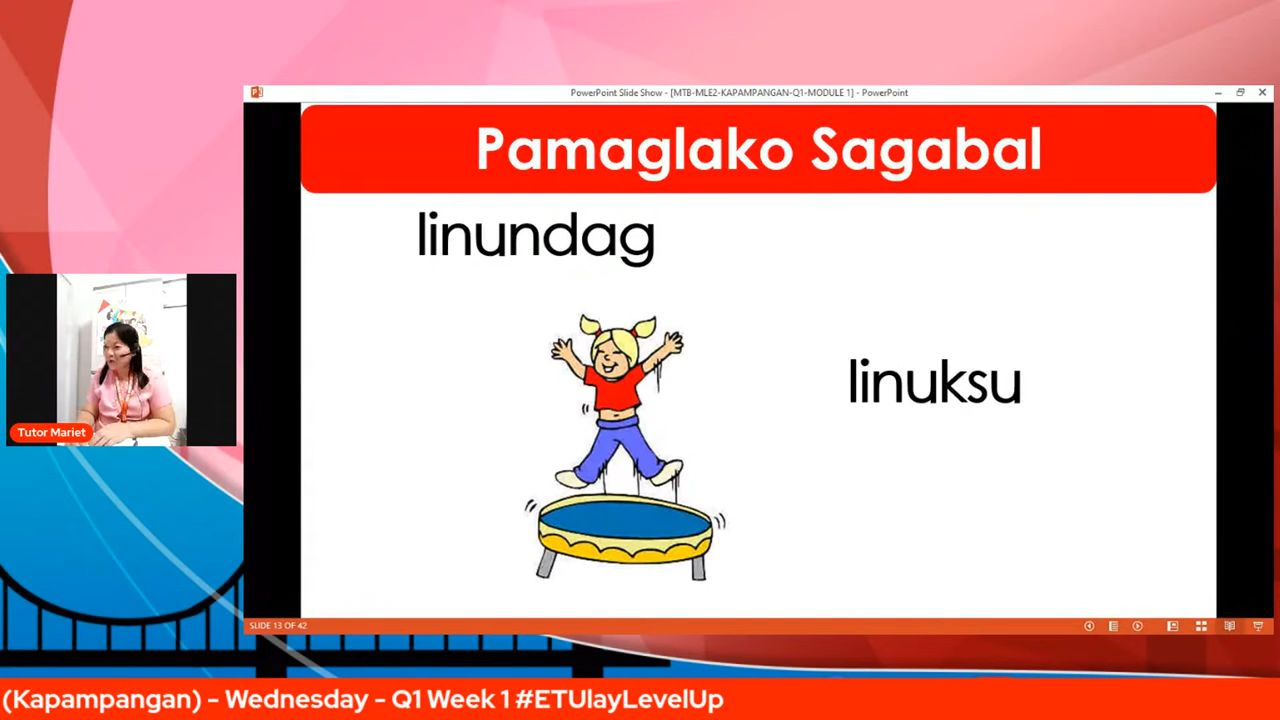 PowerPoint Slide Show - [MTB-MLE2-KAPAMPANGAN-Q1-MODULE 1] - PowerPoint
Pamaglako Sagabal
linundag
linuksu
Tutor Mariet
SLIDE 13 OF 42
(Kapampangan) - Wednesday - Q1 Week 1 #ETUlayLevelUp